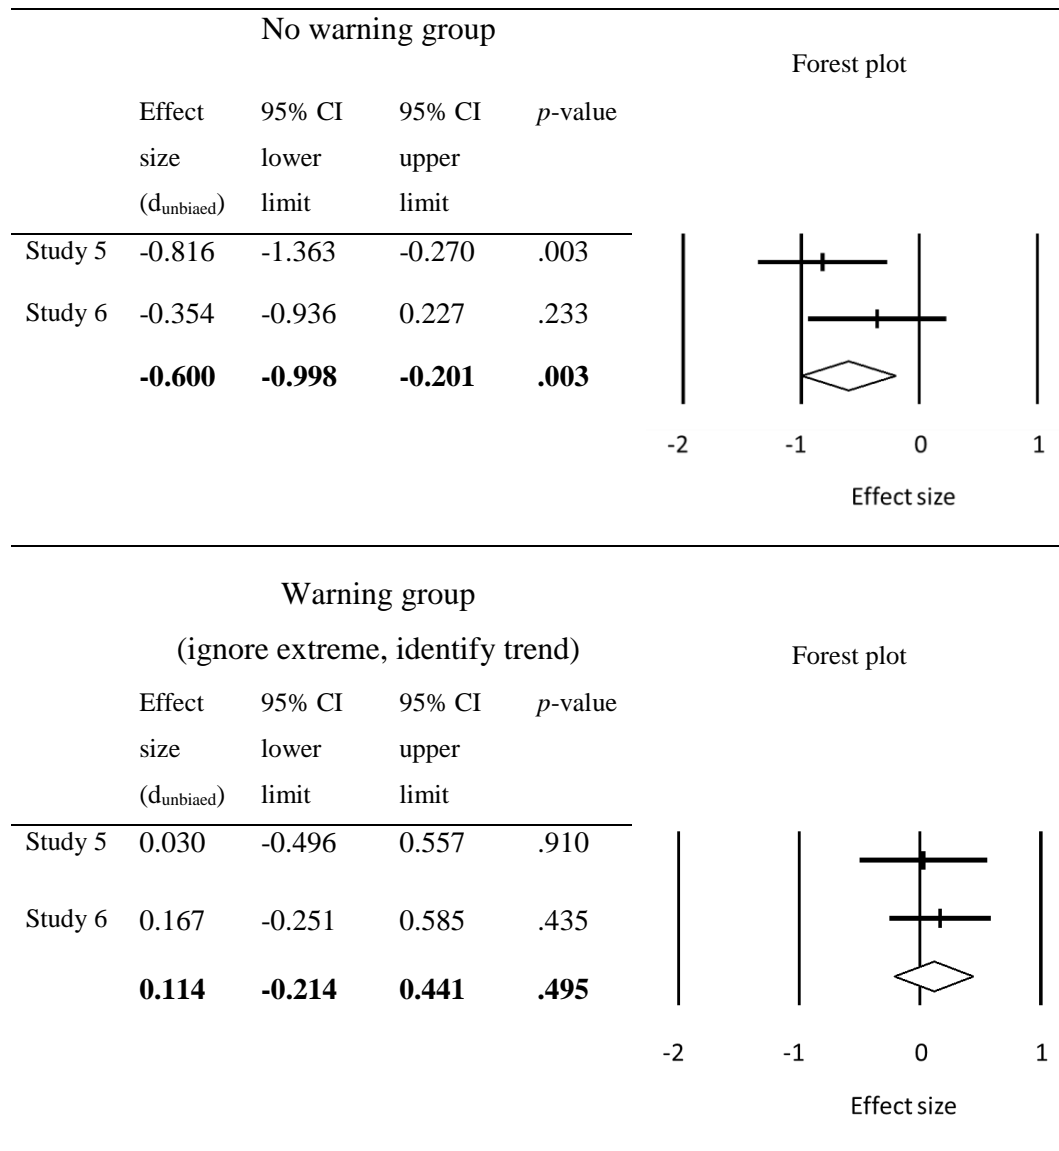 No warning group
Forest plot
Effect 95% CI 95% CI p-value
size lower upper
(dunbiaed) limit limit
Study 5 -0.816 -1.363 -0.270 .003
Study 6 -0.354 -0.936 0.227 .233
-0.600 -0.998 -0.201 .003
-2 -1 0 1
Effect size
Warning group
(ignore extreme, identify trend) Forest plot
Effect 95% CI 95% CI p-value
size lower upper
(dunbiaed) limit limit
Study 5 0.030 -0.496 0.557 .910
Study 6 0.167 -0.251 0.585 .435
0.114 -0.214 0.441 .495
-2 -1 0 1
Effect size